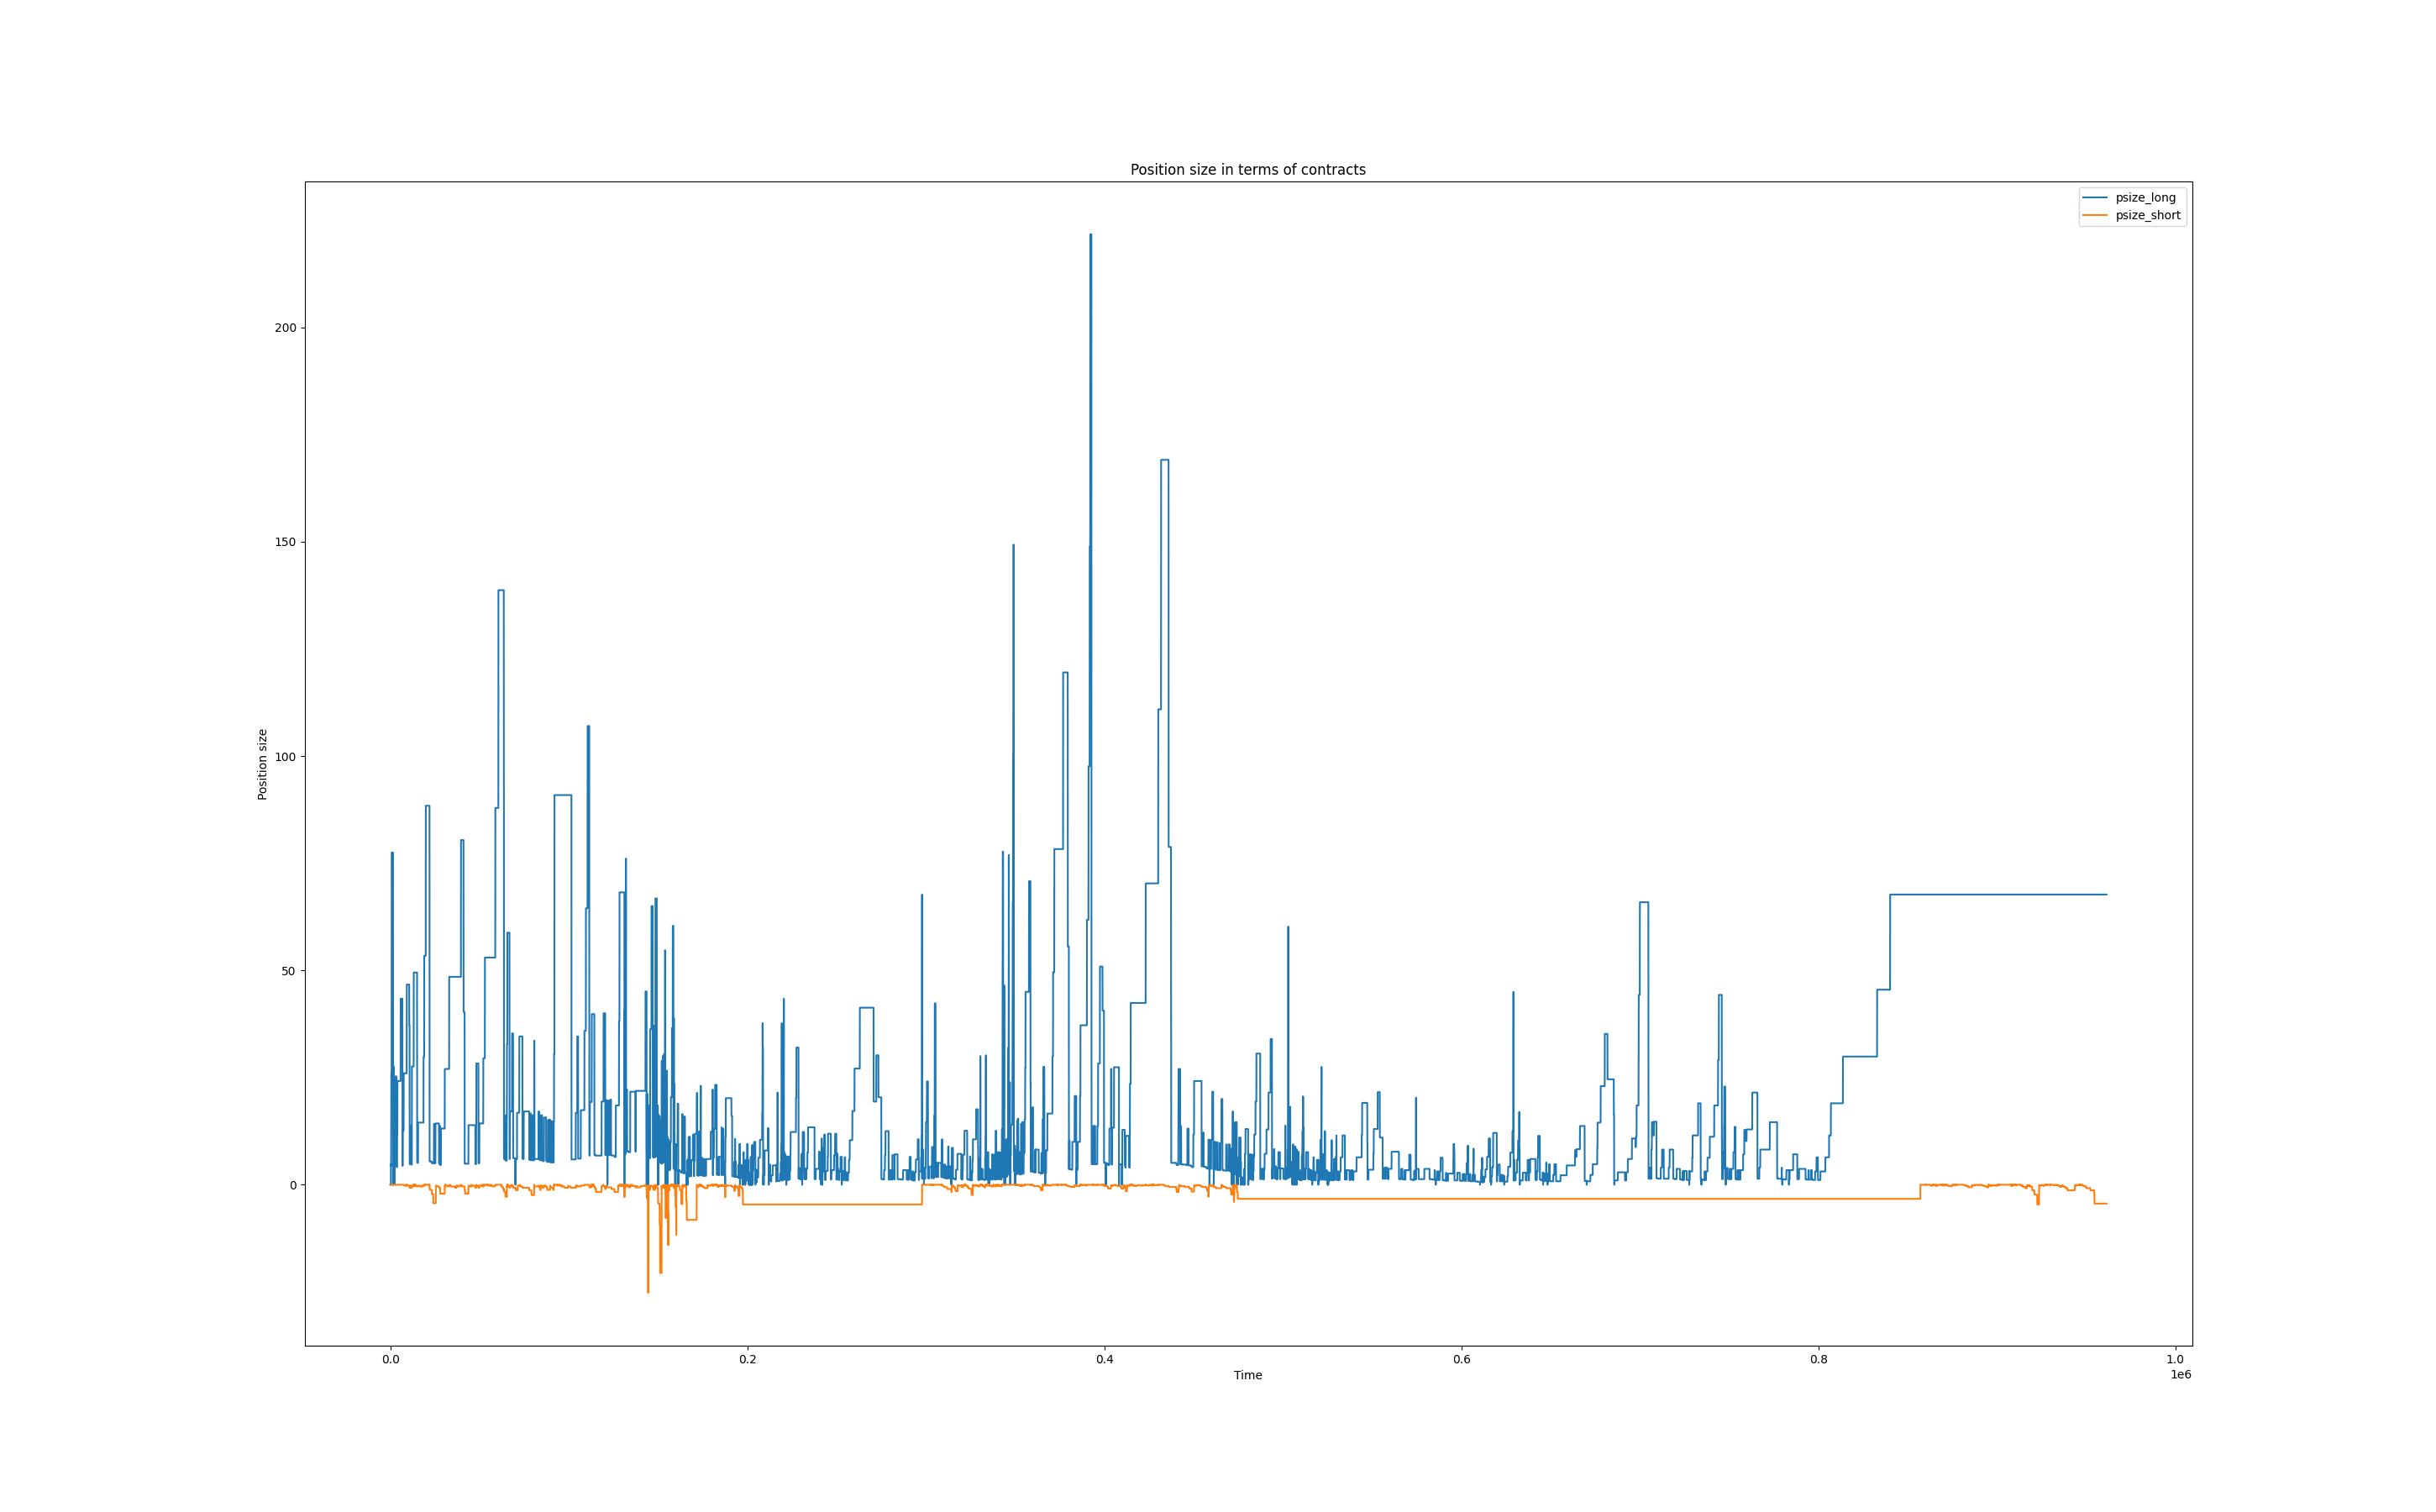 Position size in terms of contracts
psize_long
psize_short
Position size
200
150
100
50
0
0.0
0.2
0.4
0.6
0.8
1.0
1e6
Time